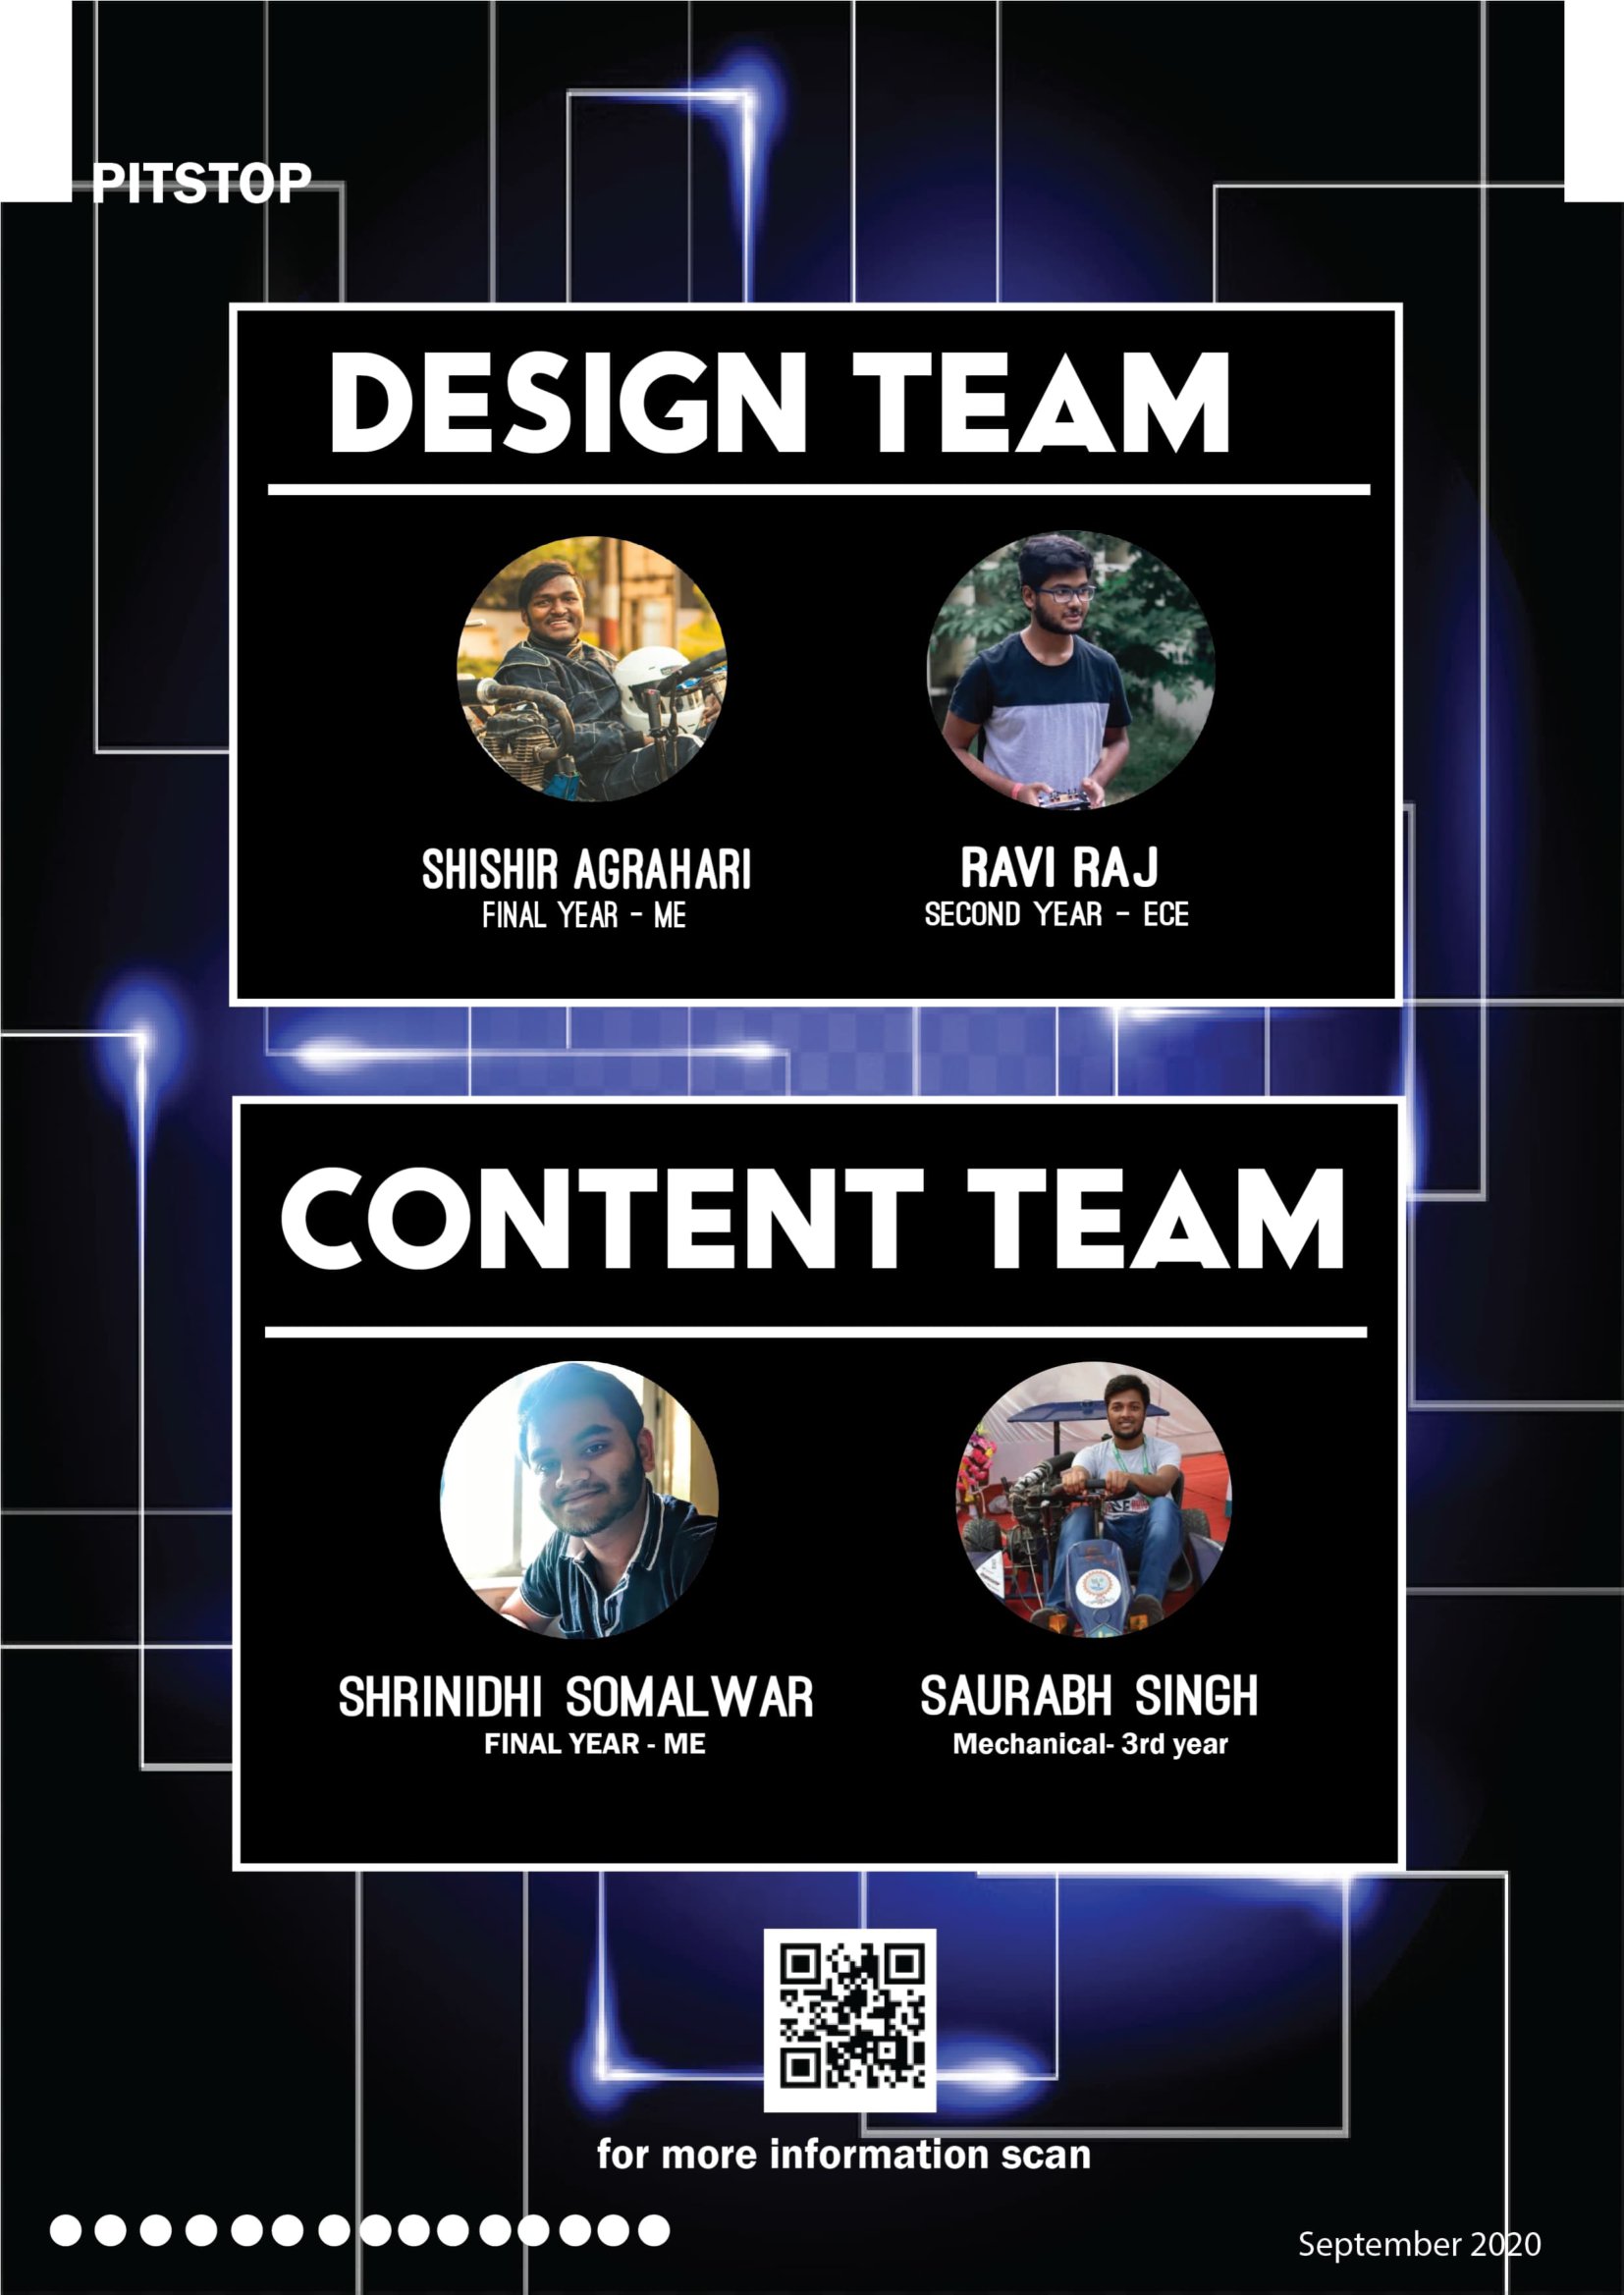 PITSTOP
DESIGN TEAM
SHISHIR AGRAHARI
FINAL YEAR - ME
RAVI RAJ
SECOND YEAR - ECE
CONTENT TEAM
SHRINIDHI SOMALWAR
FINAL YEAR - ME
SAURABH SINGH
Mechanical- 3rd year
for more information scan
September 2020